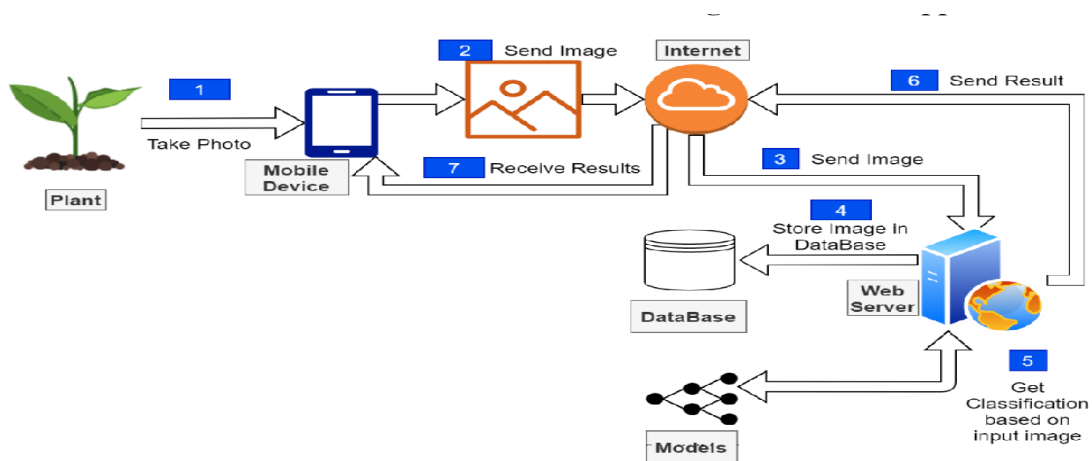 1
Take Photo
Plant
Mobile
Device
2 Send Image
Internet
3 Send Image
4
Store Image in
DataBase
DataBase
Web
Server
5
Get
Classification
based on
input image
Models
6 Send Result
7 Receive Results